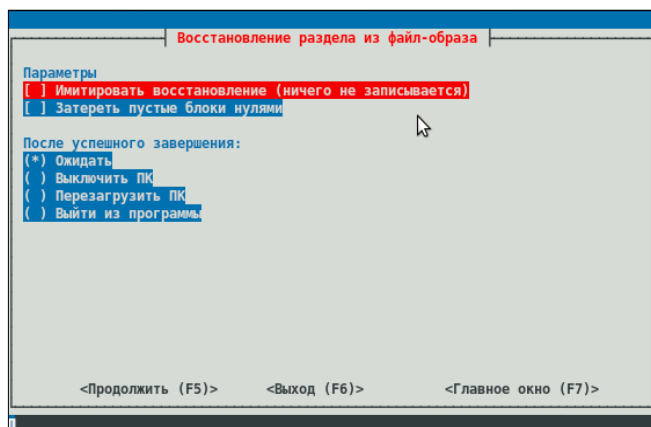 Восстановление раздела из файл-образа
Параметры
[ ] Имитировать восстановление (ничего не записывается)
[ ] Затереть пустые блоки нулями
После успешного завершения:
(*) Ожидать
( ) Выключить ПК
( ) Перезагрузить ПК
( ) Выйти из программы
<Продолжить (F5)> <Выход (F6)> <Главное окно (F7)>